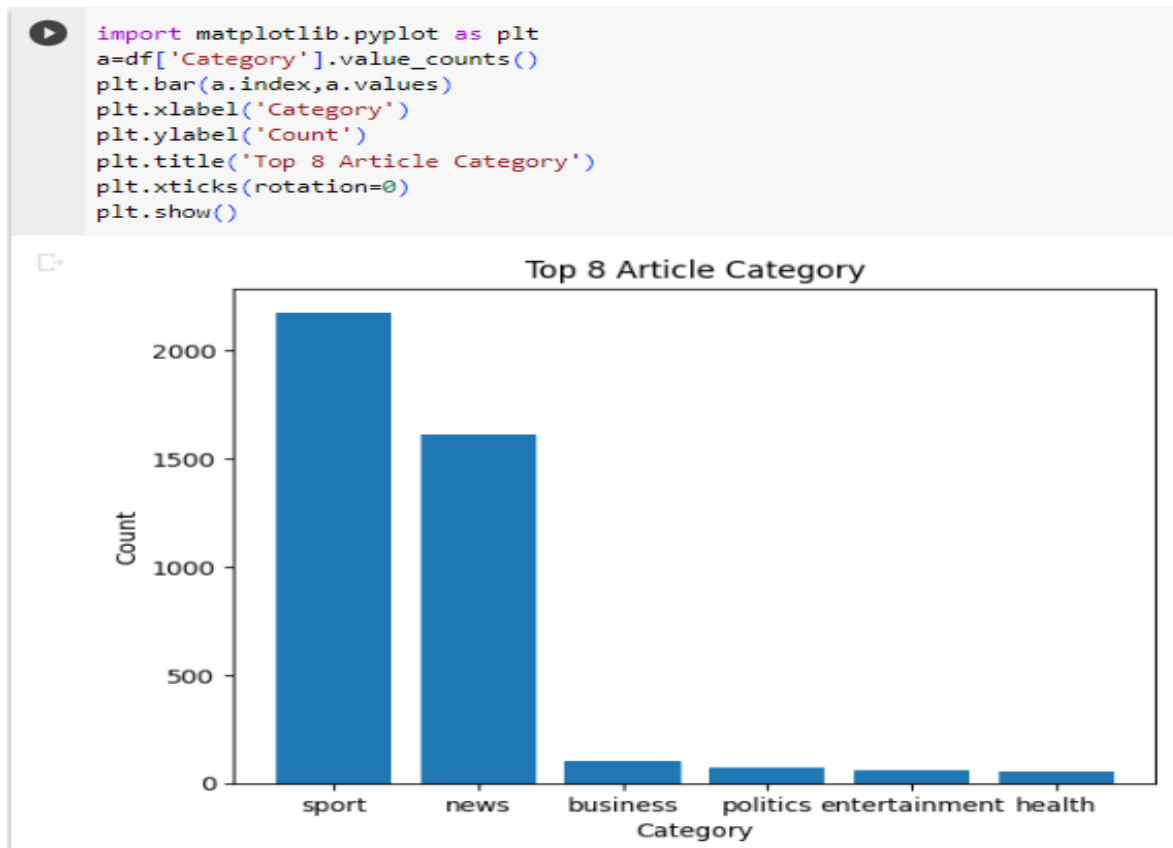 import matplotlib.pyplot as plt
a=df['Category'].value_counts()
plt.bar(a.index,a.values)
plt.xlabel('Category')
plt.ylabel('Count')
plt.title('Top 8 Article Category')
plt.xticks(rotation=0)
plt.show()
Top 8 Article Category
2000
1500
1000
500
0
Count
sport news business politics entertainment health
Category